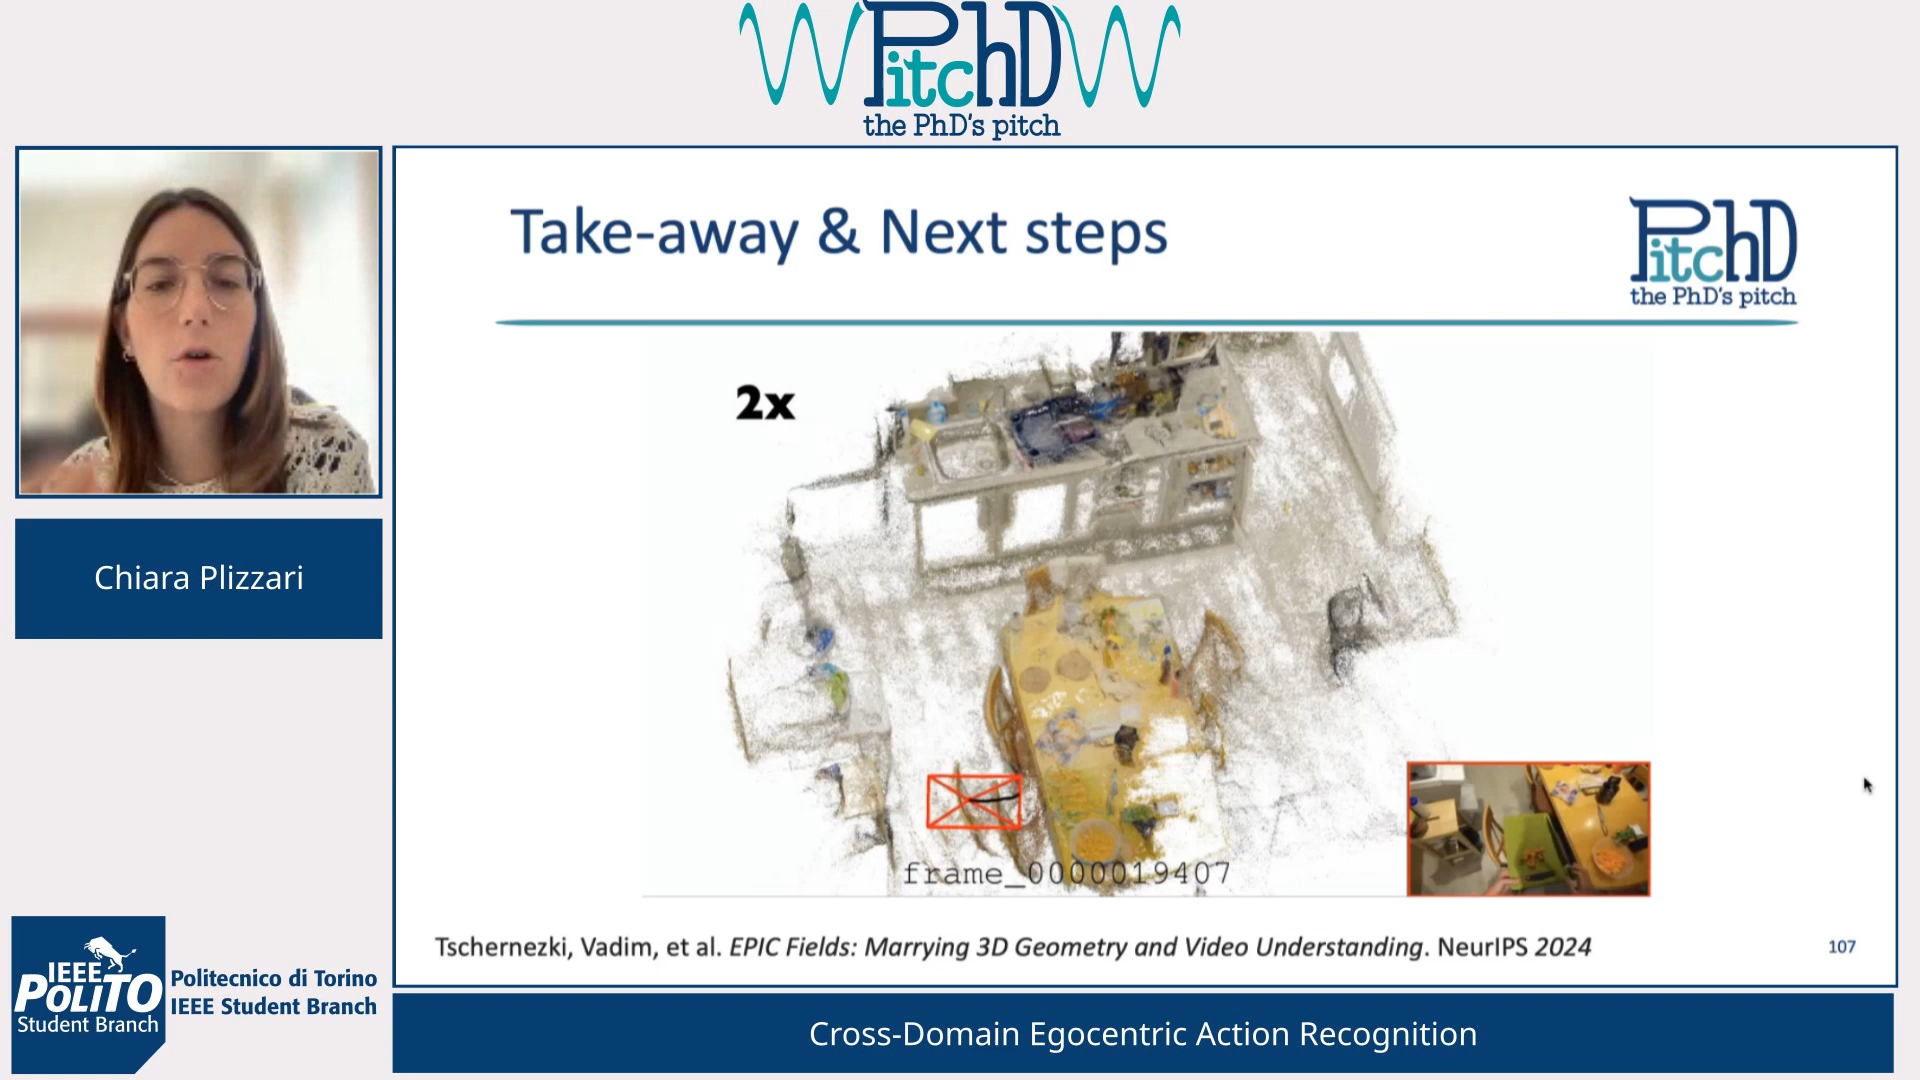 W PitchD W
the PhD's pitch
Take-away & Next steps
PitchD
the PhD's pitch
2x
frame_0000019407
Tschernezki, Vadim, et al. EPIC Fields: Marrying 3D Geometry and Video Understanding. NeurIPS 2024
107
Chiara Plizzari
IEEE
POLITO
Student Branch
Politecnico di Torino
IEEE Student Branch
Cross-Domain Egocentric Action Recognition